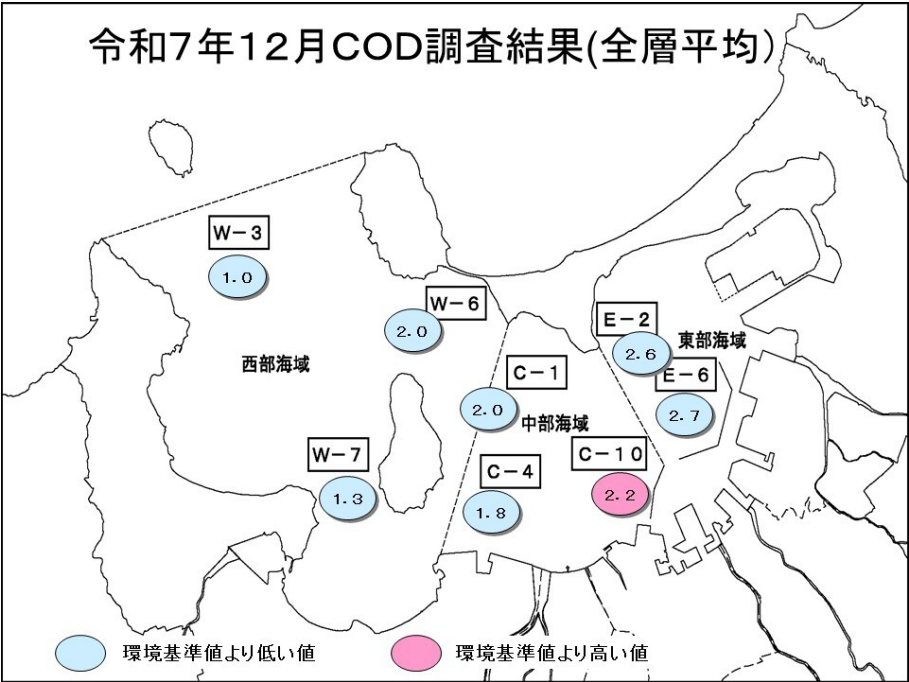 令和7年12月COD調査結果(全層平均)
W-3
1.0
W-6
2.0
E-2
2.6
東部海域
西部海域
C-1
2.0
E-6
2.7
中部海域
W-7
1.3
C-4
1.8
C-10
2.2
環境基準値より低い値
環境基準値より高い値